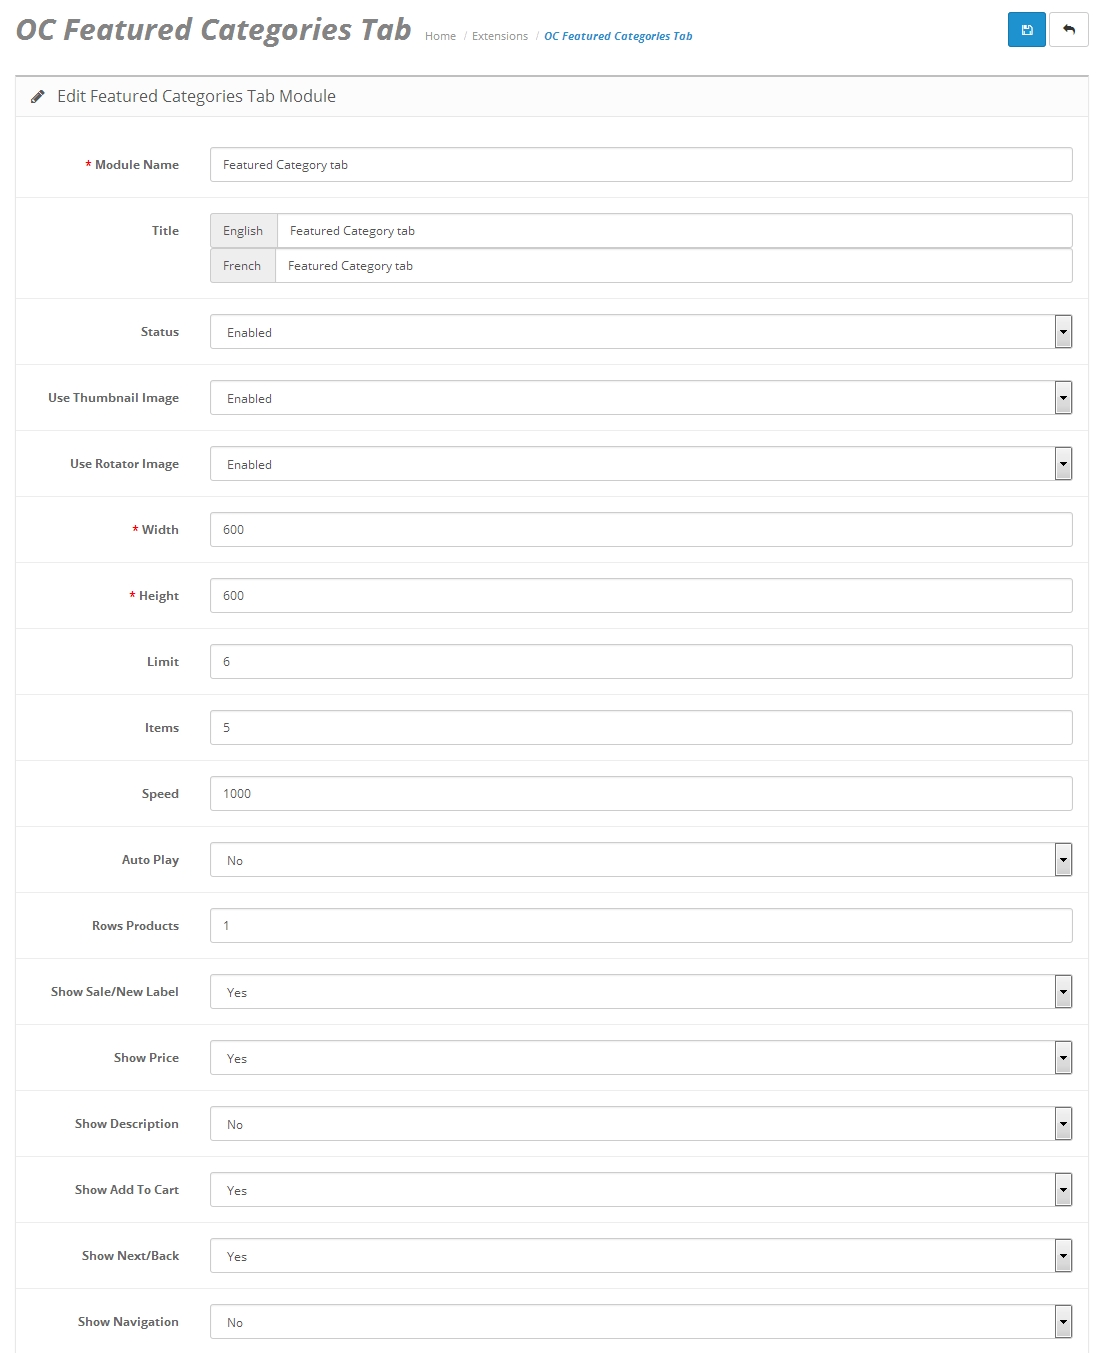 OC Featured Categories Tab Home / Extensions / OC Featured Categories Tab
Edit Featured Categories Tab Module
* Module Name Featured Category tab
Title English Featured Category tab
French Featured Category tab
Status Enabled
Use Thumbnail Image Enabled
Use Rotator Image Enabled
* Width 600
* Height 600
Limit 6
Items 5
Speed 1000
Auto Play No
Rows Products 1
Show Sale/New Label Yes
Show Price Yes
Show Description No
Show Add To Cart Yes
Show Next/Back Yes
Show Navigation No